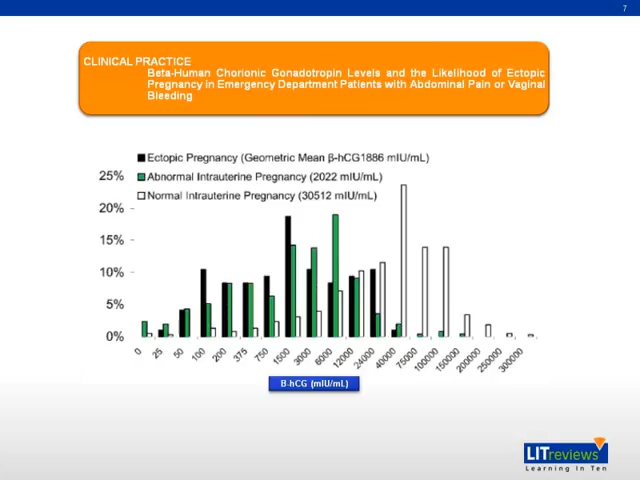 7
CLINICAL PRACTICE
Beta-Human Chorionic Gonadotropin Levels and the Likelihood of Ectopic
Pregnancy in Emergency Department Patients with Abdominal Pain or Vaginal
Bleeding
Ectopic Pregnancy (Geometric Mean β-hCG1886 mIU/mL)
Abnormal Intrauterine Pregnancy (2022 mIU/mL)
Normal Intrauterine Pregnancy (30512 mIU/mL)
25%
20%
15%
10%
5%
0%
0 25 50 100 200 375 750 1500 3000 6000 12000 24000 40000 75000 100000 150000 200000 250000 300000
B-hCG (mIU/mL)
LITreviews
Learning In Ten